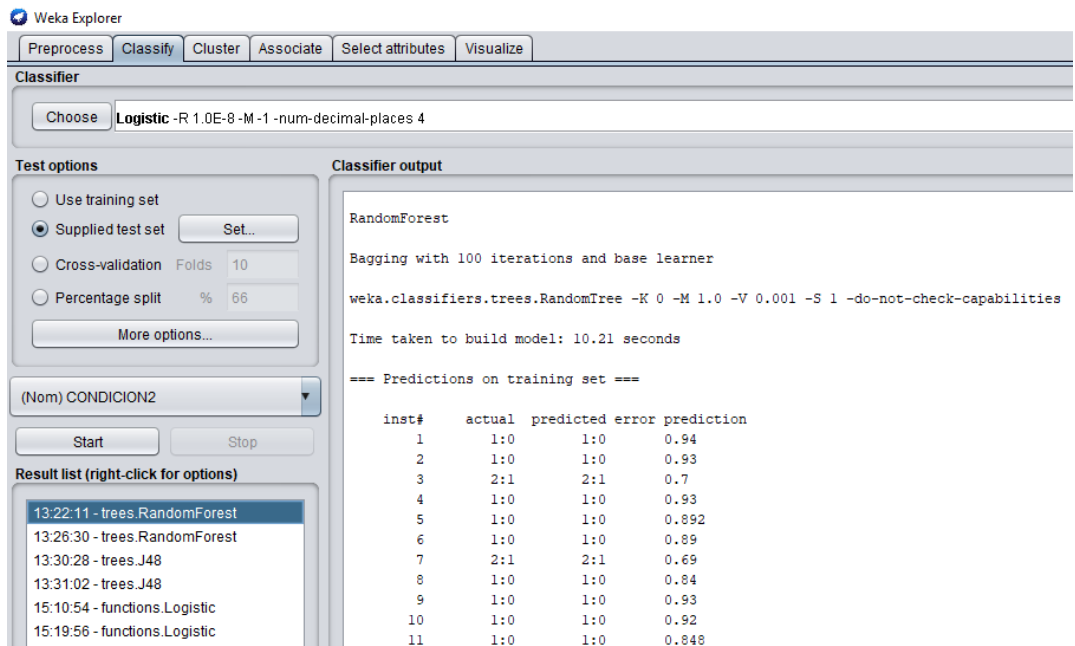 Weka Explorer
Preprocess Classify Cluster Associate Select attributes Visualize
Classifier
Choose Logistic -R 1.0E-8 -M -1 -num-decimal-places 4
Test options
Use training set
Supplied test set Set...
Cross-validation Folds 10
Percentage split % 66
More options...
(Nom) CONDICION2
Start Stop
Result list (right-click for options)
13:22:11 - trees.RandomForest
13:26:30 - trees.RandomForest
13:30:28 - trees.J48
13:31:02 - trees.J48
15:10:54 - functions.Logistic
15:19:56 - functions.Logistic
Classifier output
RandomForest
Bagging with 100 iterations and base learner
weka.classifiers.trees.RandomTree -K 0 -M 1.0 -V 0.001 -S 1 -do-not-check-capabilities
Time taken to build model: 10.21 seconds
=== Predictions on training set ===
inst# actual predicted error prediction
1 1:0 1:0 0.94
2 1:0 1:0 0.93
3 2:1 2:1 0.7
4 1:0 1:0 0.93
5 1:0 1:0 0.892
6 1:0 1:0 0.89
7 2:1 2:1 0.69
8 1:0 1:0 0.84
9 1:0 1:0 0.93
10 1:0 1:0 0.92
11 1:0 1:0 0.848